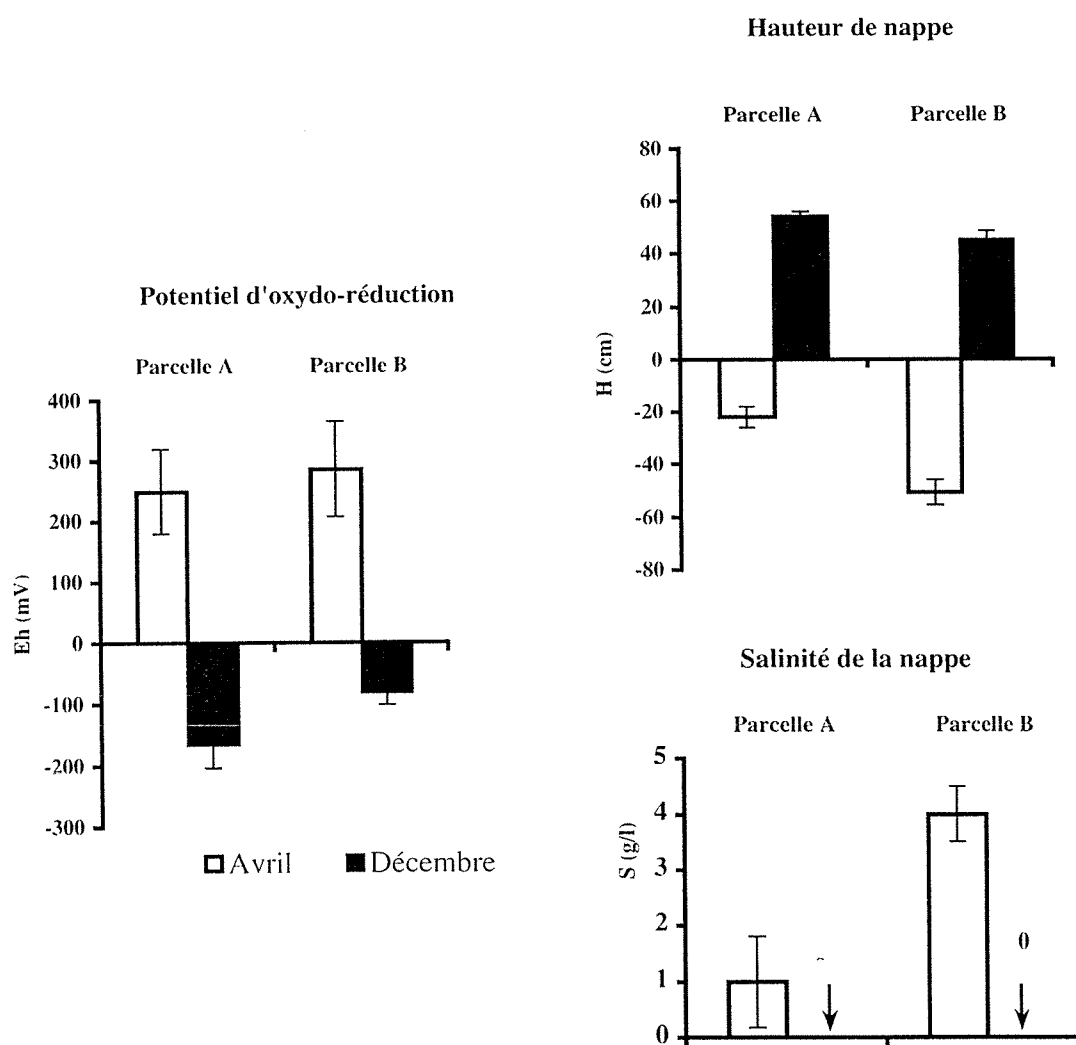 Hauteur de nappe
Parcelle A Parcelle B
80
60
40
20
0
-20
-40
-60
-80
H (cm)
Potentiel d'oxydo-réduction
Parcelle A Parcelle B
400
300
200
100
0
-100
-200
-300
Eh (mV)
Avril Décembre
Salinité de la nappe
Parcelle A Parcelle B
5
4
3
2
1
0
S (g/l)
0